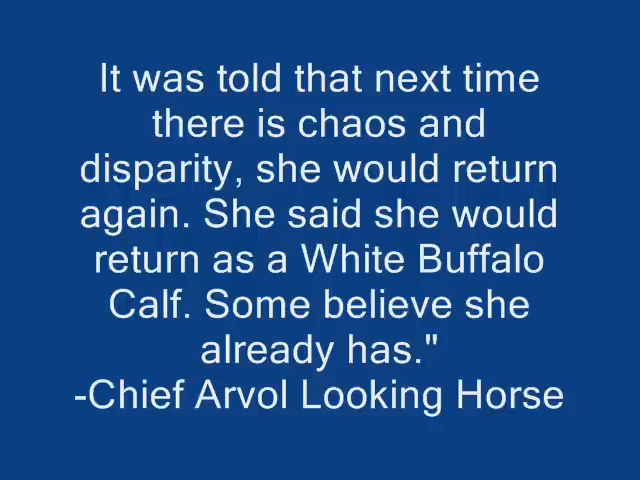 It was told that next time
there is chaos and
disparity, she would return
again. She said she would
return as a White Buffalo
Calf. Some believe she
already has."
-Chief Arvol Looking Horse